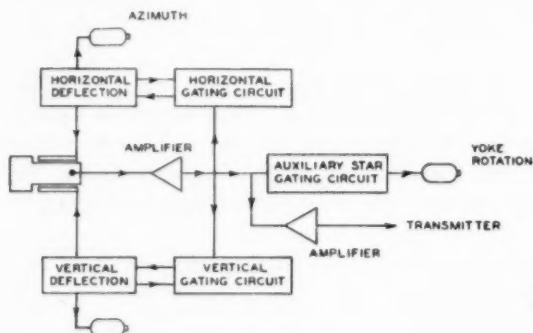 AZIMUTH
HORIZONTAL
DEFLECTION
HORIZONTAL
GATING CIRCUIT
AMPLIFIER
AUXILIARY STAR
GATING CIRCUIT
YOKE
ROTATION
TRANSMITTER
AMPLIFIER
VERTICAL
DEFLECTION
VERTICAL
GATING CIRCUIT